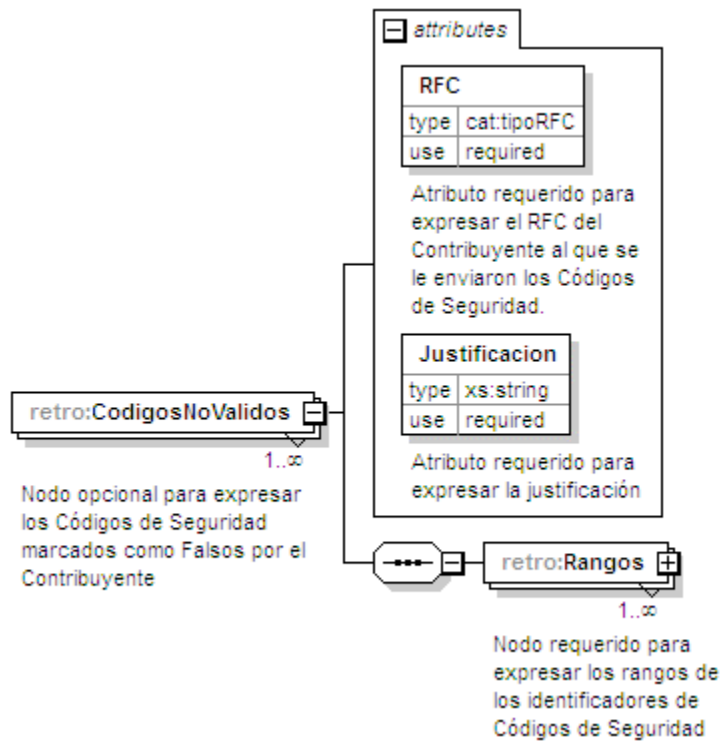 attributes
RFC
type cat:tipoRFC
use required
Atributo requerido para
expresar el RFC del
Contribuyente al que se
le enviaron los Códigos
de Seguridad.
Justificacion
type xs:string
use required
Atributo requerido para
expresar la justificación
retro:CodigosNoValidos
1..∞
Nodo opcional para expresar
los Códigos de Seguridad
marcados como Falsos por el
Contribuyente
retro:Rangos
1..∞
Nodo requerido para
expresar los rangos de
los identificadores de
Códigos de Seguridad